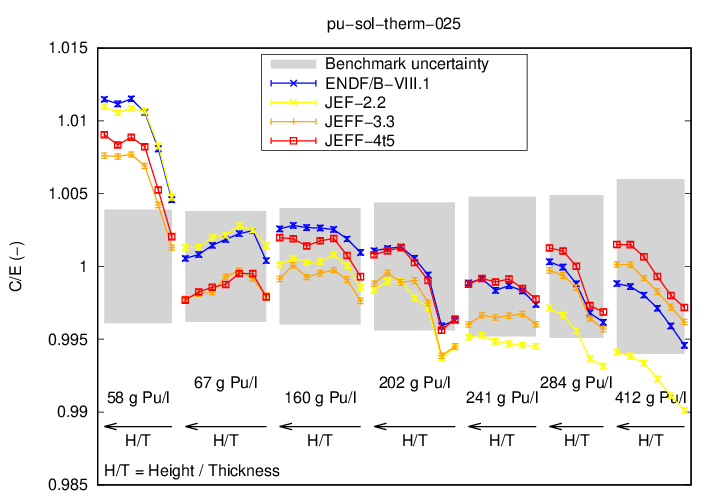 pu-sol-therm-025
1.015
1.01
1.005
1
0.995
0.99
0.985
C/E (-)
Benchmark uncertainty
ENDF/B-VIII.1
JEF-2.2
JEFF-3.3
JEFF-4t5
58 g Pu/l
67 g Pu/l
160 g Pu/l
202 g Pu/l
241 g Pu/l
284 g Pu/l
412 g Pu/l
H/T
H/T
H/T
H/T
H/T
H/T
H/T
H/T = Height / Thickness